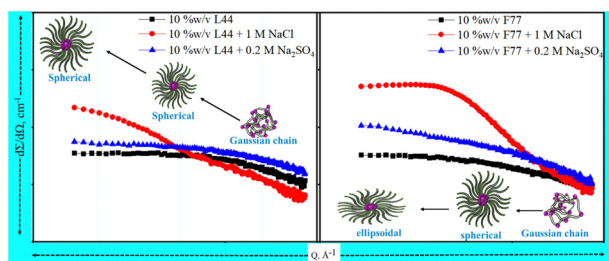 10 %w/v L44
10 %w/v L44 + 1 M NaCl
10 %w/v L44 + 0.2 M Na₂SO₄
Spherical
Spherical
Gaussian chain
10 %w/v F77
10 %w/v F77 + 1 M NaCl
10 %w/v F77 + 0.2 M Na₂SO₄
ellipsoidal
spherical
Gaussian chain
dΣ/dΩ, cm⁻¹
Q, A⁻¹